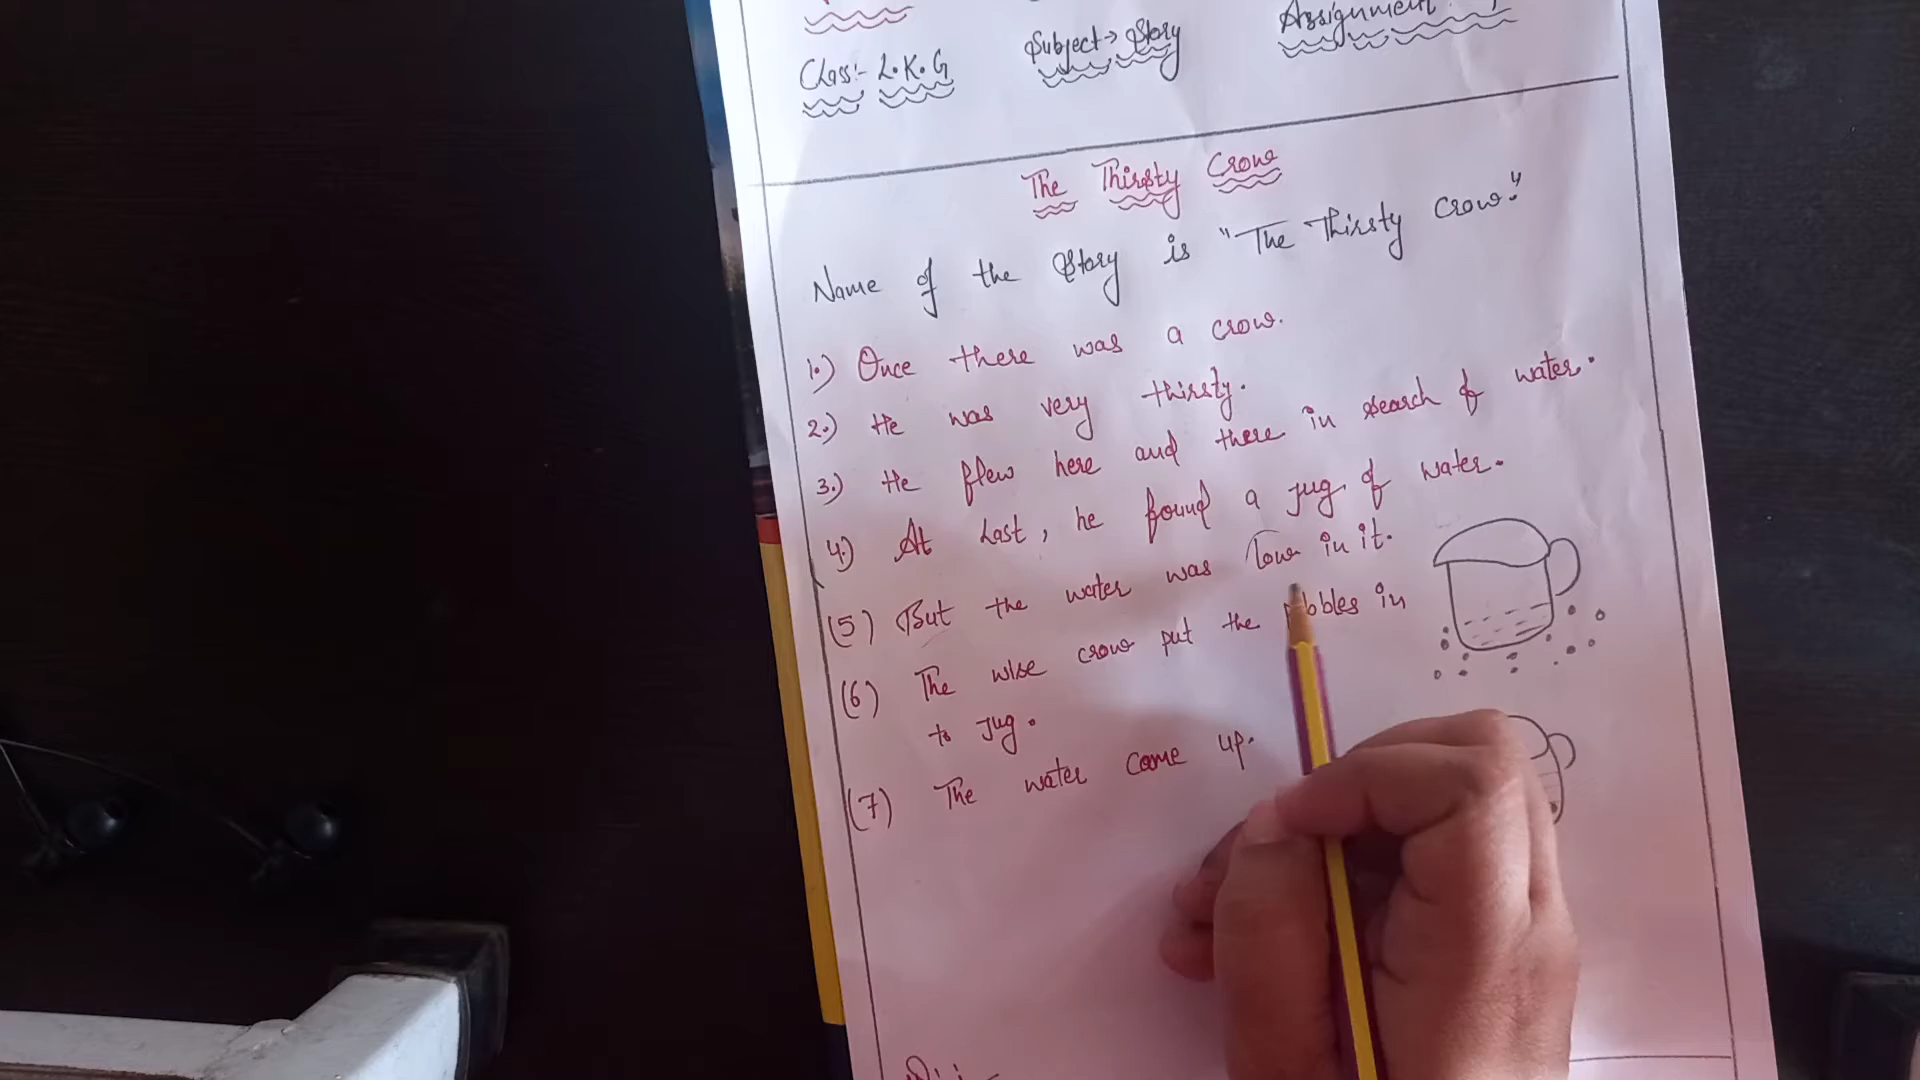 Class:- L.K.G Subject→ Story Assignment
The Thirsty Crow
Name of the Story is "The Thirsty Crow."
1.) Once there was a crow.
2.) He was very thirsty.
3.) He flew here and there in search of water.
4.) At Last, he found a Jug of water.
(5) But the water was low in it.
(6) The wise crow put the in
to Jug.
(7) The water came up.